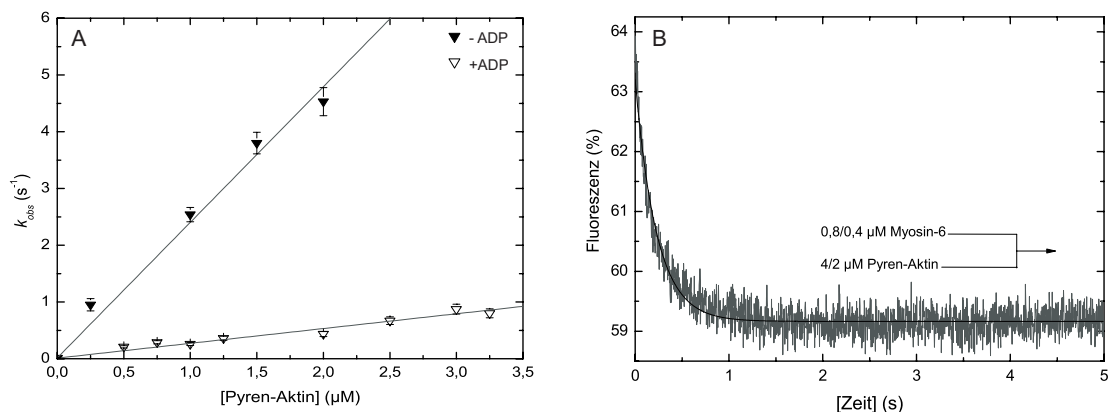 A
- ADP
+ADP
6
5
4
3
2
1
0
0,0 0,5 1,0 1,5 2,0 2,5 3,0 3,5
k_obs (s⁻¹)
[Pyren-Aktin] (µM)
B
64
63
62
61
60
59
0 1 2 3 4 5
Fluoreszenz (%)
0,8/0,4 µM Myosin-6
4/2 µM Pyren-Aktin
[Zeit] (s)